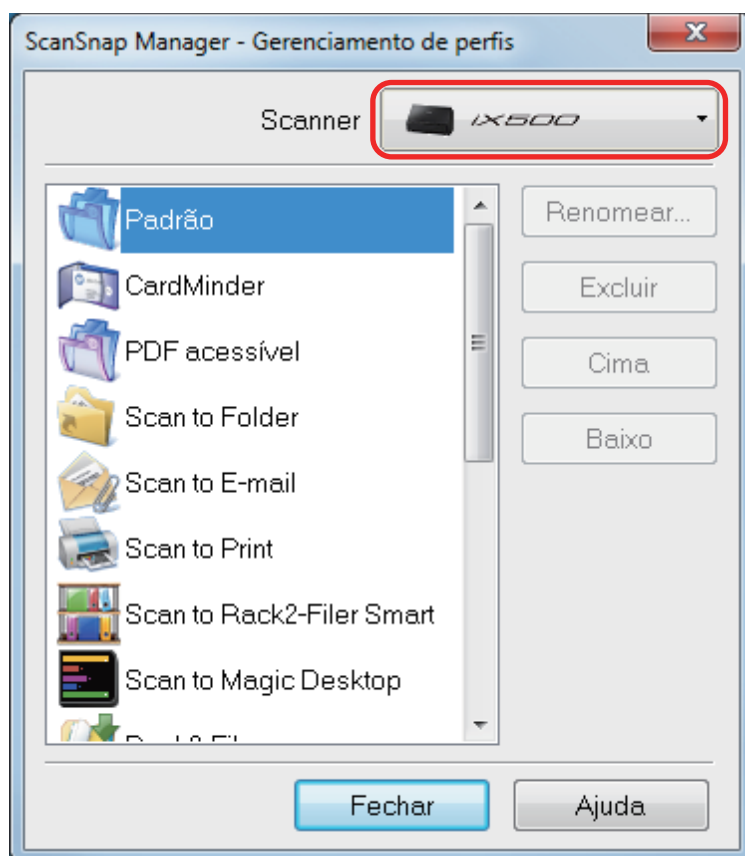 ScanSnap Manager - Gerenciamento de perfis
Scanner iX500
Padrão
Renomear...
CardMinder
Excluir
PDF acessível
Cima
Scan to Folder
Baixo
Scan to E-mail
Scan to Print
Scan to Rack2-Filer Smart
Scan to Magic Desktop
Fechar
Ajuda